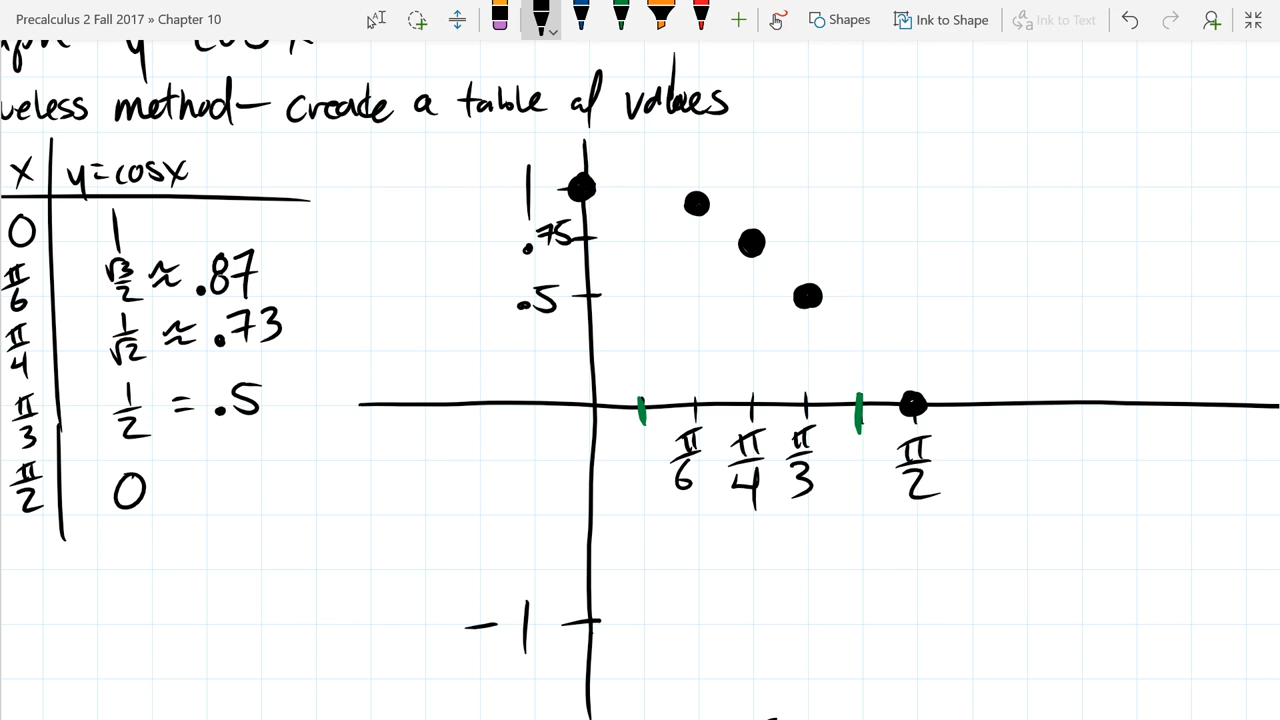 Precalculus 2 Fall 2017 » Chapter 10
Shapes
Ink to Shape
Ink to Text
y cos x
method— create a table of values
x y=cosx
0 1
π/6 √3/2 ≈ .87
π/4 1/√2 ≈ .73
π/3 1/2 = .5
π/2 0
1
.75
.5
π/6 π/4 π/3 π/2
-1